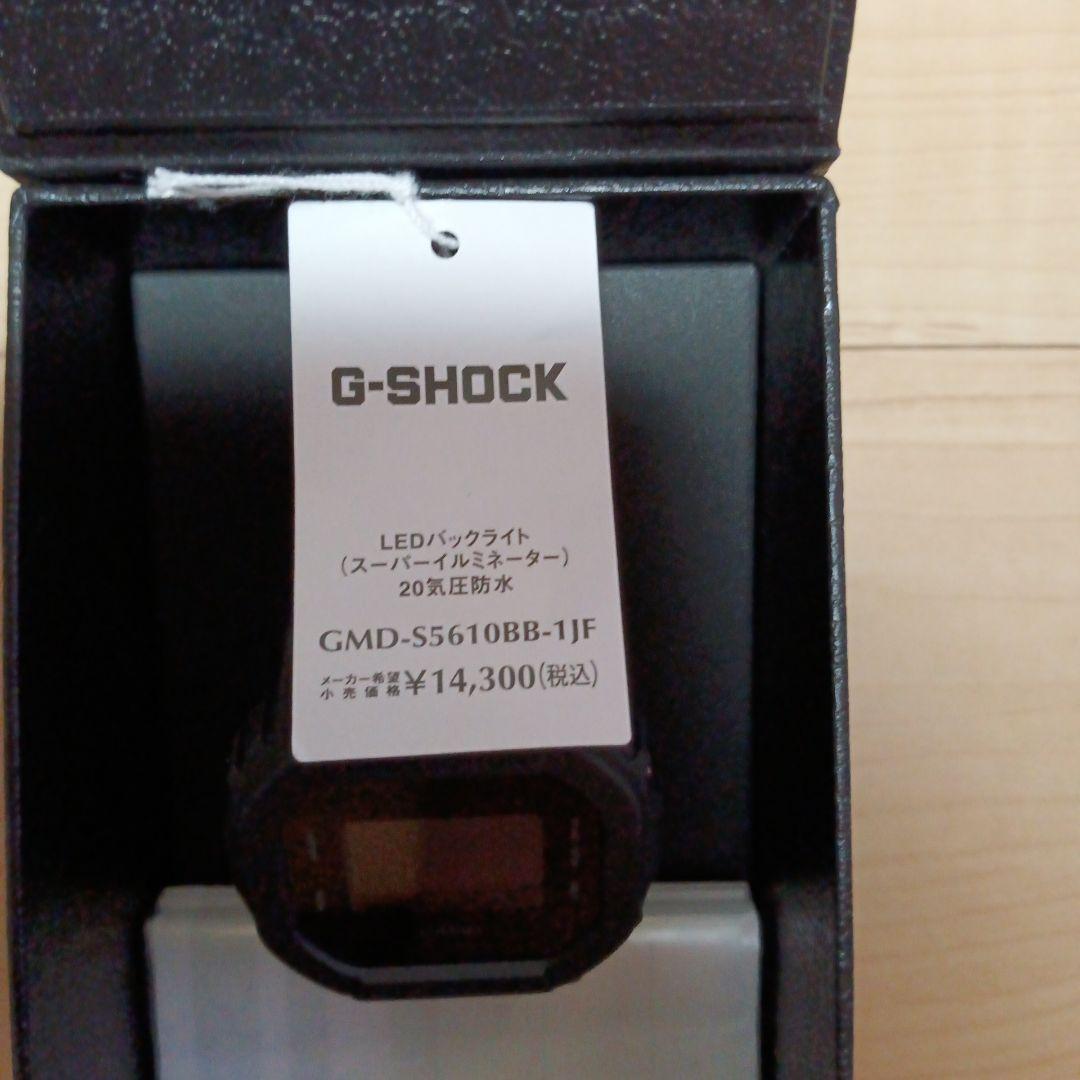 G-SHOCK
LEDバックライト
(スーパーイルミネーター)
20気圧防水
GMD-S5610BB-1JF
メーカー希望
小売価格 ¥14,300(税込)